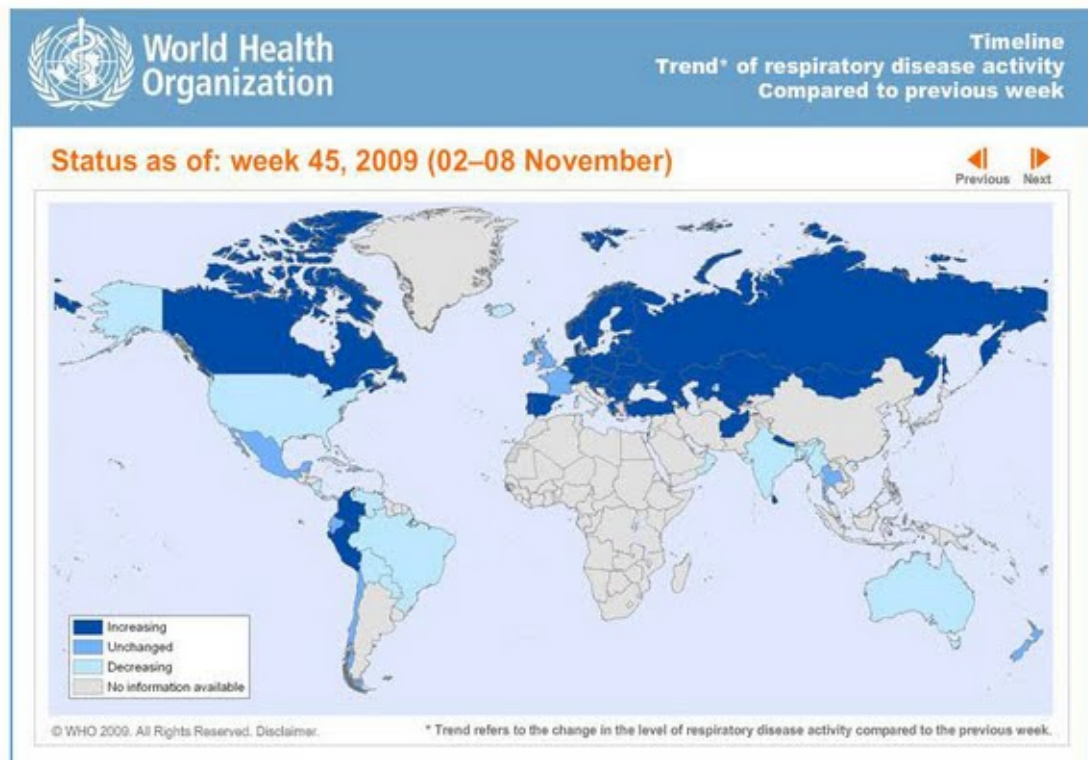 World Health
Organization
Timeline
Trend* of respiratory disease activity
Compared to previous week
Status as of: week 45, 2009 (02–08 November)
Previous Next
Increasing
Unchanged
Decreasing
No information available
© WHO 2009. All Rights Reserved. Disclaimer.
* Trend refers to the change in the level of respiratory disease activity compared to the previous week.